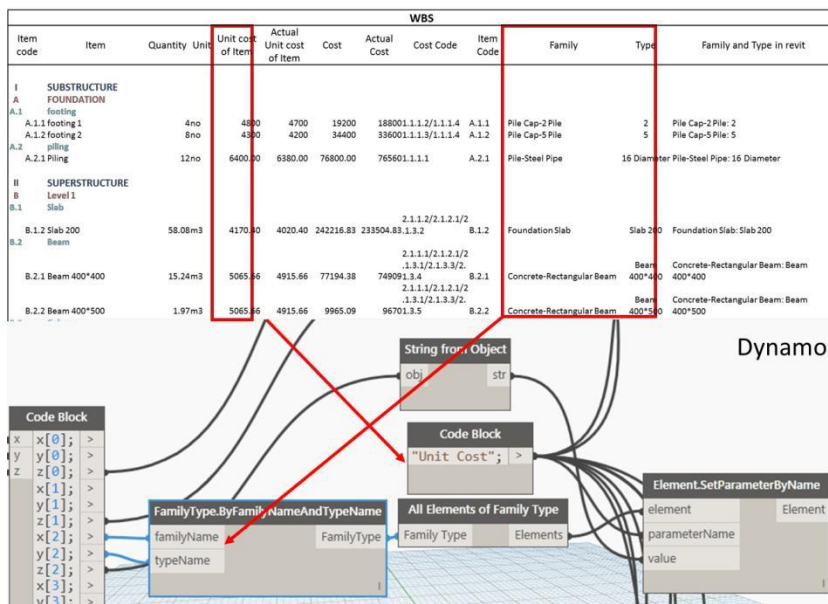 WBS
Item code Item Quantity Unit Unit cost of Item Actual Unit cost of Item Cost Actual Cost Cost Code Item Code Family Type Family and Type in revit
I SUBSTRUCTURE
A FOUNDATION
A.1 footing
A.1.1 footing 1 4no 4800 4700 19200 18800 1.1.1.2/1.1.1.4 A.1.1 Pile Cap-2 Pile 2 Pile Cap-2 Pile: 2
A.1.2 footing 2 8no 4300 4200 34400 33600 1.1.1.3/1.1.1.4 A.1.2 Pile Cap-5 Pile 5 Pile Cap-5 Pile: 5
A.2 piling
A.2.1 Piling 12no 6400.00 6380.00 76800.00 76560 1.1.1.1 A.2.1 Pile-Steel Pipe 16 Diameter Pile-Steel Pipe: 16 Diameter
II SUPERSTRUCTURE
B Level 1
B.1 Slab
2.1.1.2/2.1.2.1/2
B.1.2 Slab 200 58.08m3 4170.40 4020.40 242216.83 233504.83 .1.3.2 B.1.2 Foundation Slab Slab 200 Foundation Slab: Slab 200
B.2 Beam
2.1.1.1/2.1.2.1/2
.1.3.1/2.1.3.3/2. Beam Concrete-Rectangular Beam: Beam
B.2.1 Beam 400*400 15.24m3 5065.66 4915.66 77194.38 74909 1.3.4 B.2.1 Concrete-Rectangular Beam 400*400 400*400
2.1.1.1/2.1.2.1/2
.1.3.1/2.1.3.3/2. Beam Concrete-Rectangular Beam: Beam
B.2.2 Beam 400*500 1.97m3 5065.66 4915.66 9965.09 9670 1.3.5 B.2.2 Concrete-Rectangular Beam 400*500 400*500
Dynamo
String from Object
obj str
Code Block
"Unit Cost"; >
Code Block
x x[0]; >
y y[0]; >
z z[0]; >
x[1]; >
y[1]; >
z[1]; >
x[2]; >
y[2]; >
z[2]; >
x[3]; >
y[3]; >
FamilyType.ByFamilyNameAndTypeName
familyName FamilyType
typeName
All Elements of Family Type
Family Type Elements
Element.SetParameterByName
element Element
parameterName
value